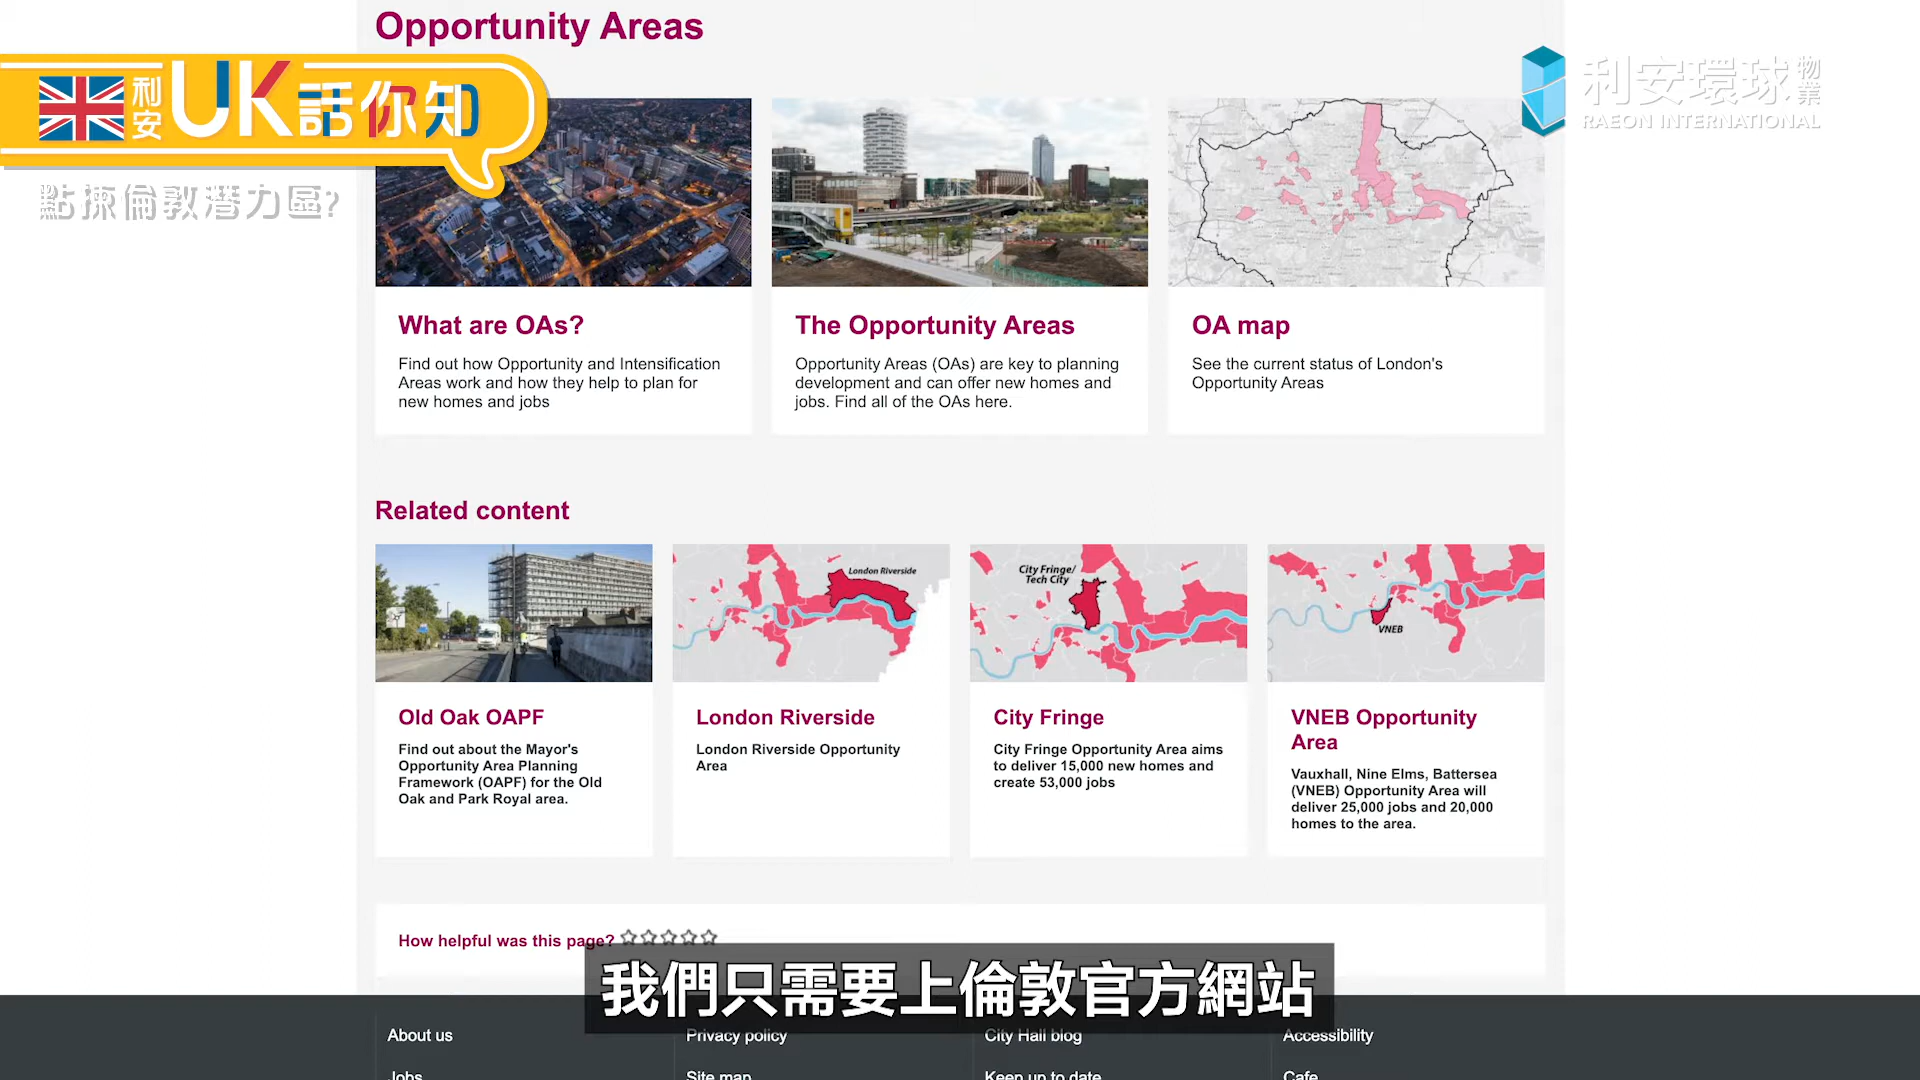 Opportunity Areas
利安
UK話你知
點揀倫敦潛力區?
利安環球物業
RAEON INTERNATIONAL
What are OAs?
Find out how Opportunity and Intensification
Areas work and how they help to plan for
new homes and jobs
The Opportunity Areas
Opportunity Areas (OAs) are key to planning
development and can offer new homes and
jobs. Find all of the OAs here.
OA map
See the current status of London's
Opportunity Areas
Related content
London Riverside
City Fringe/
Tech City
VNEB
Old Oak OAPF
Find out about the Mayor's
Opportunity Area Planning
Framework (OAPF) for the Old
Oak and Park Royal area.
London Riverside
London Riverside Opportunity
Area
City Fringe
City Fringe Opportunity Area aims
to deliver 15,000 new homes and
create 53,000 jobs
VNEB Opportunity
Area
Vauxhall, Nine Elms, Battersea
(VNEB) Opportunity Area will
deliver 25,000 jobs and 20,000
homes to the area.
How helpful was this page?
我們只需要上倫敦官方網站
About us
Privacy policy
City Hall blog
Accessibility
Jobs
Site map
Keep up to date
Cafe